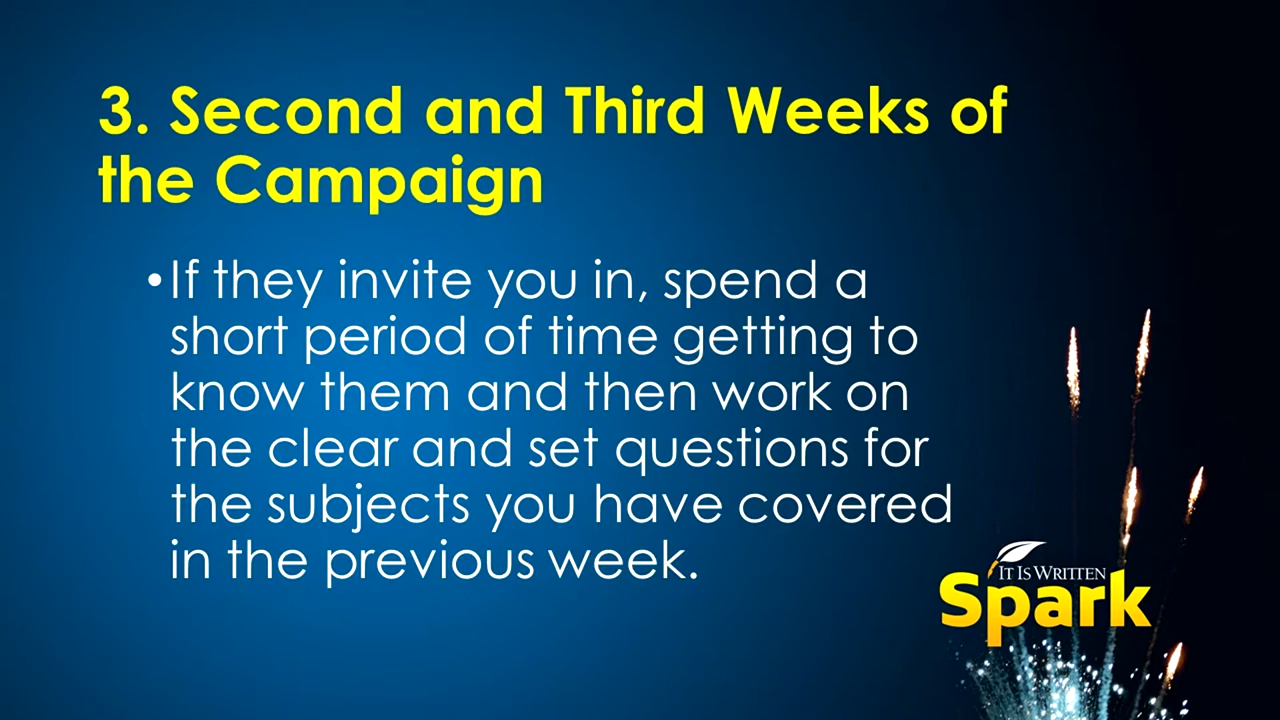 3. Second and Third Weeks of
the Campaign
•If they invite you in, spend a
short period of time getting to
know them and then work on
the clear and set questions for
the subjects you have covered
in the previous week.
IT IS WRITTEN
Spark